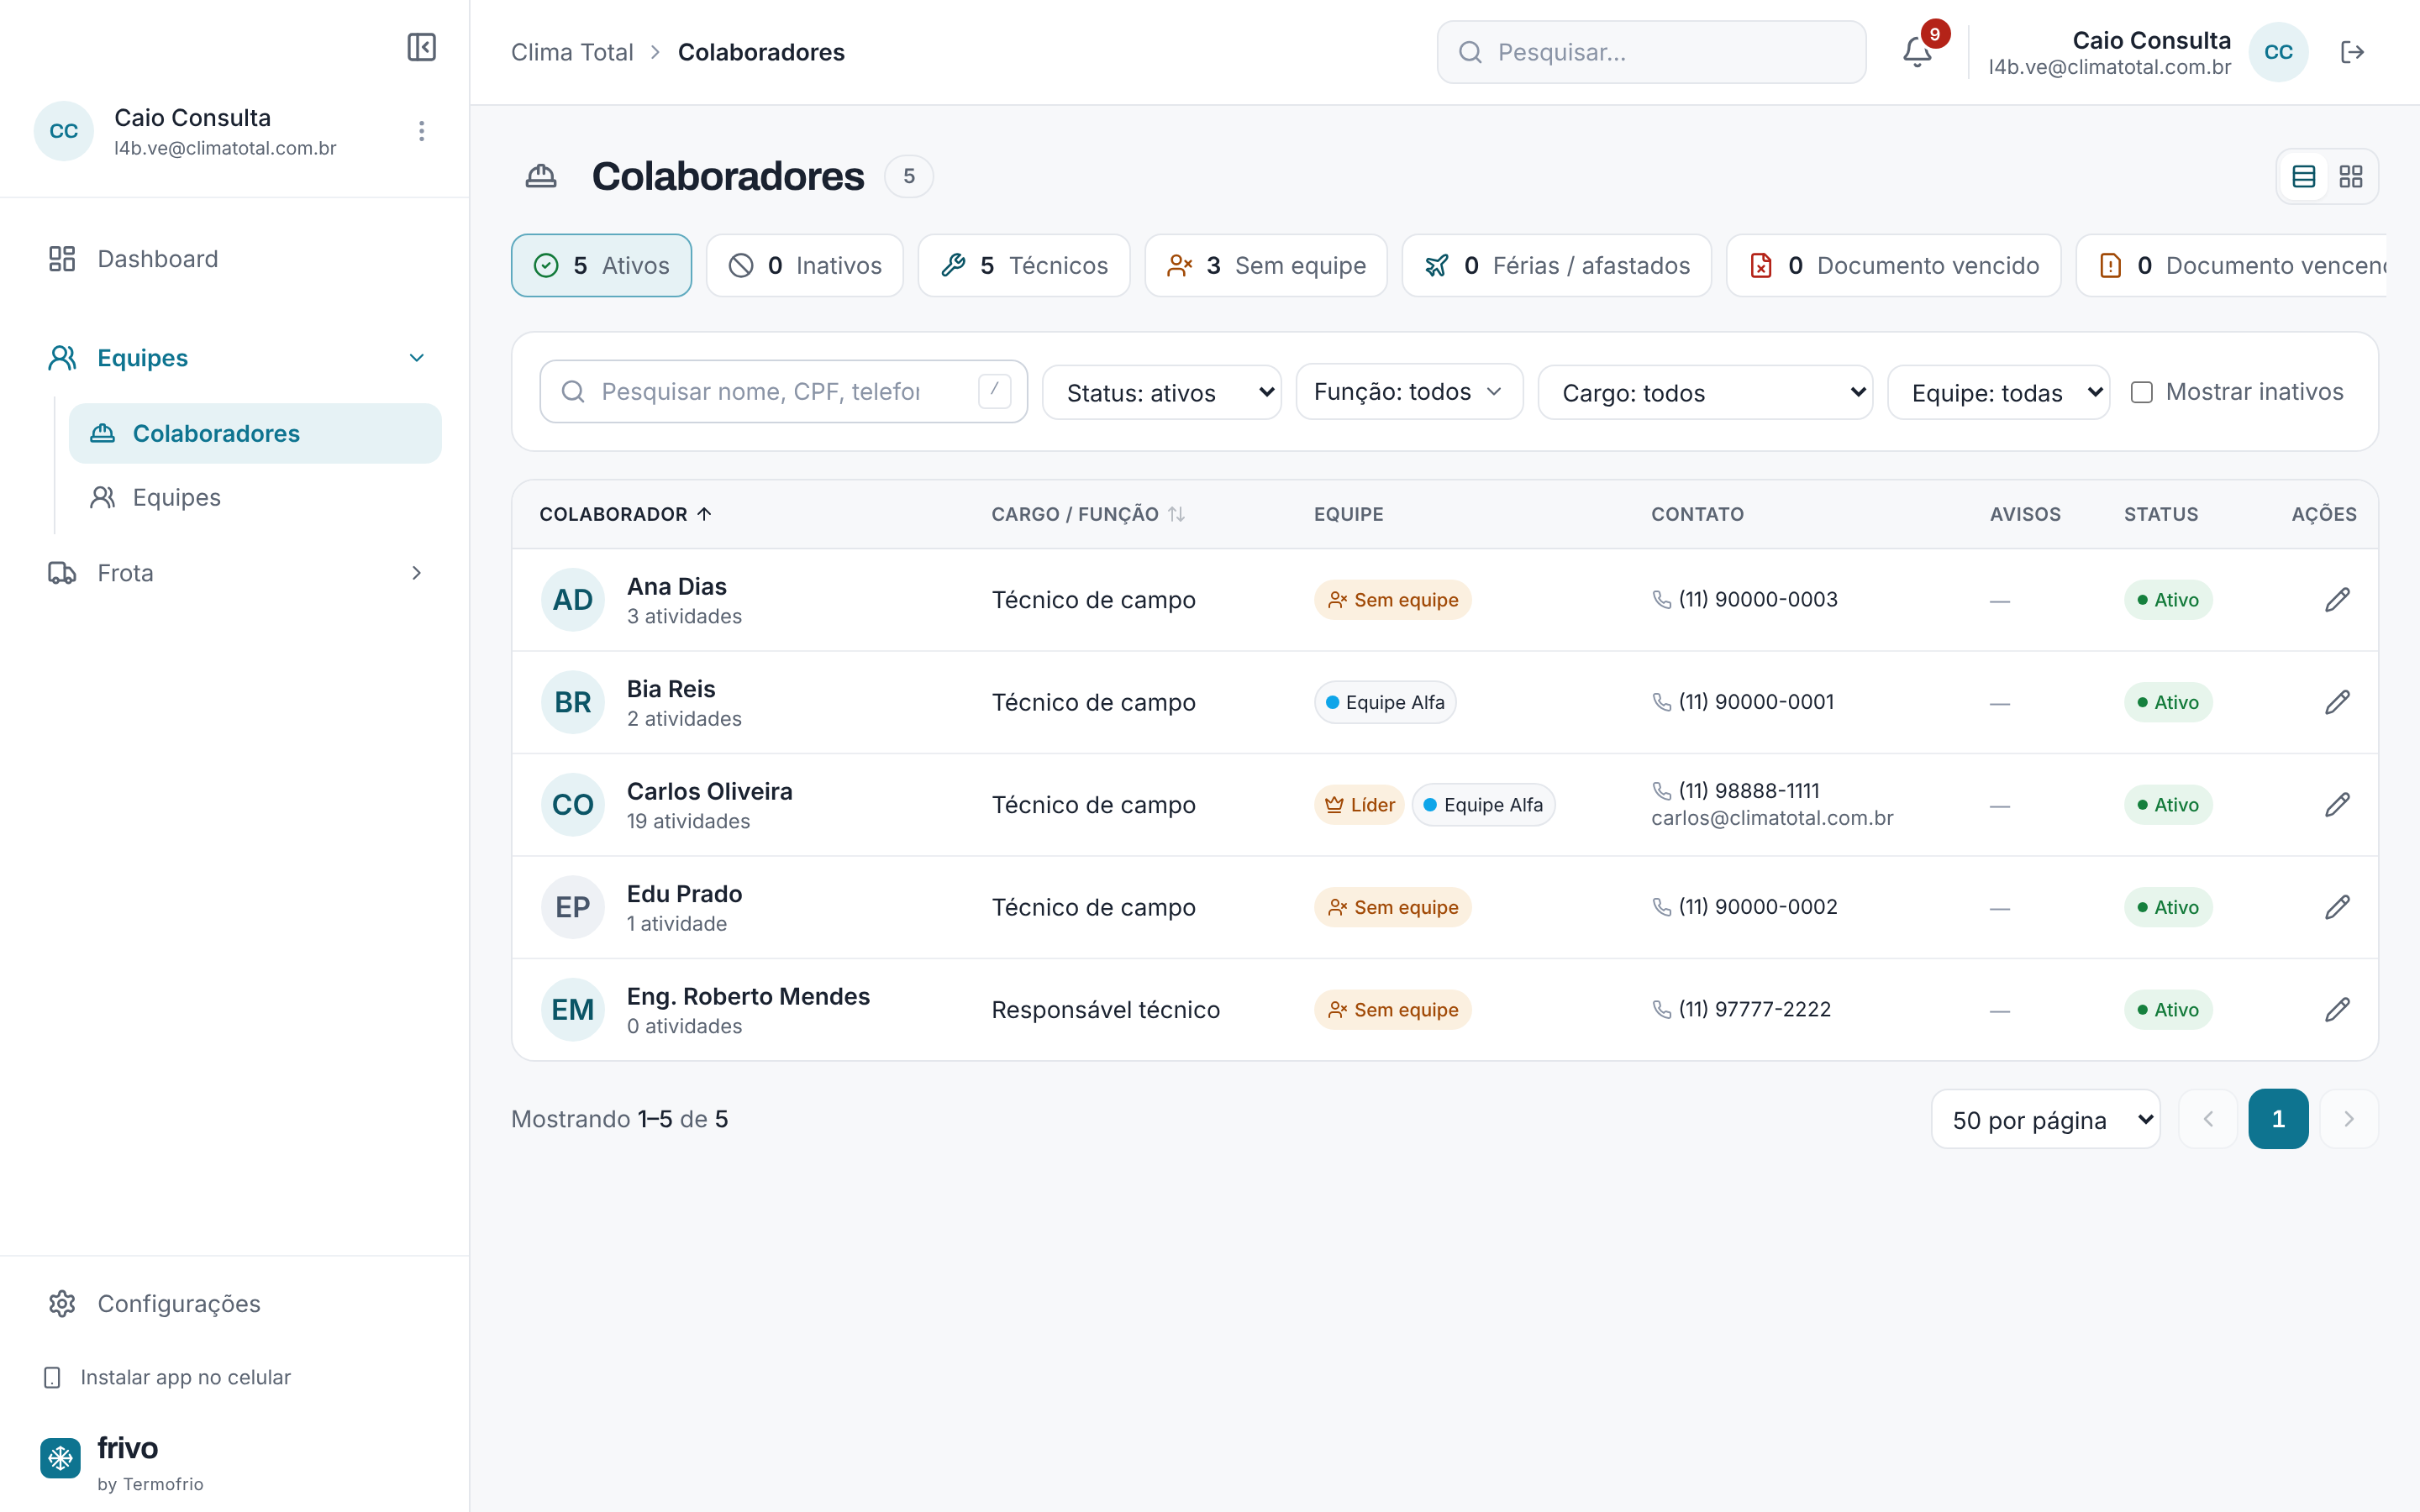 Clima Total
Colaboradores
Pesquisar...
9
Caio Consulta
l4b.ve@climatotal.com.br
CC
CC
Caio Consulta
l4b.ve@climatotal.com.br
Dashboard
Equipes
Colaboradores
Equipes
Frota
Configurações
Instalar app no celular
frivo
by Termofrio
Colaboradores 5
5 Ativos
0 Inativos
5 Técnicos
3 Sem equipe
0 Férias / afastados
0 Documento vencido
0 Documento vencend
Pesquisar nome, CPF, telefor
/
Status: ativos
Função: todos
Cargo: todos
Equipe: todas
Mostrar inativos
COLABORADOR CARGO / FUNÇÃO EQUIPE CONTATO AVISOS STATUS AÇÕES
AD Ana Dias
3 atividades
Técnico de campo
Sem equipe
(11) 90000-0003
—
Ativo
BR Bia Reis
2 atividades
Técnico de campo
Equipe Alfa
(11) 90000-0001
—
Ativo
CO Carlos Oliveira
19 atividades
Técnico de campo
Líder
Equipe Alfa
(11) 98888-1111
carlos@climatotal.com.br
—
Ativo
EP Edu Prado
1 atividade
Técnico de campo
Sem equipe
(11) 90000-0002
—
Ativo
EM Eng. Roberto Mendes
0 atividades
Responsável técnico
Sem equipe
(11) 97777-2222
—
Ativo
Mostrando 1–5 de 5
50 por página
1